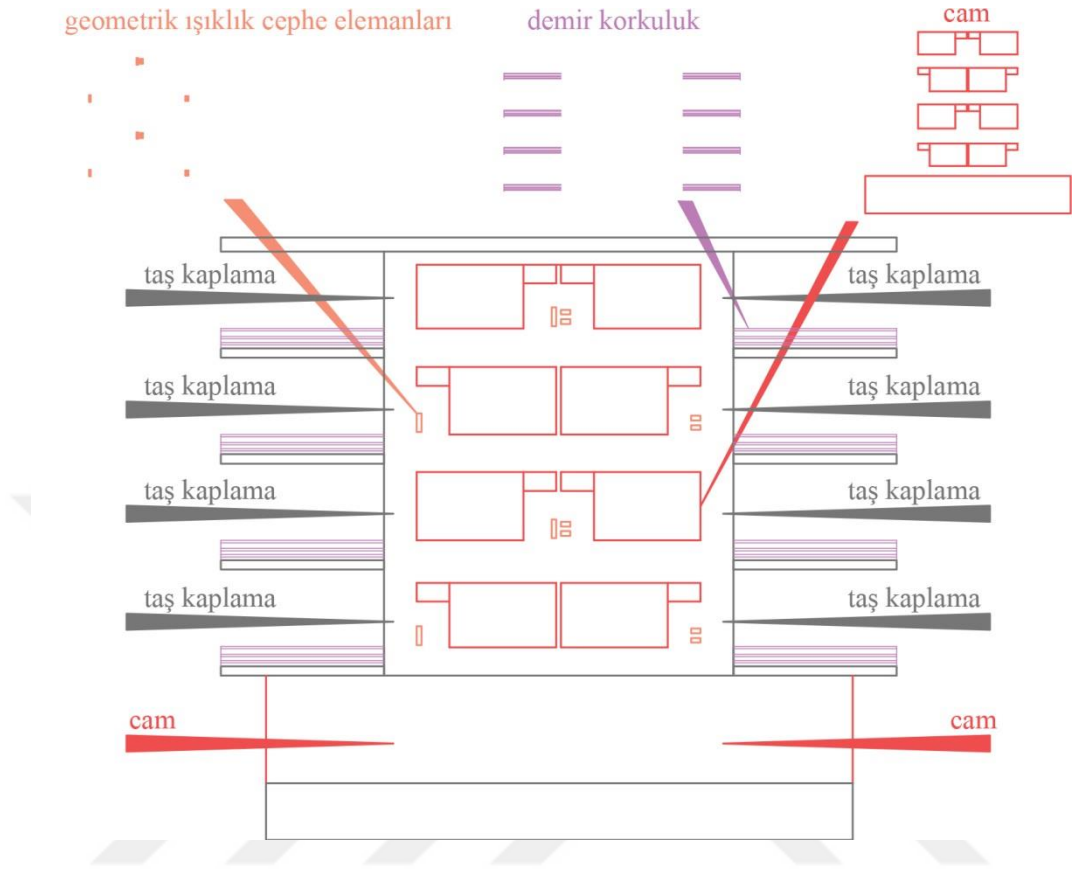 geometrik ışıklık cephe elemanları
demir korkuluk
cam
taş kaplama
taş kaplama
taş kaplama
taş kaplama
taş kaplama
taş kaplama
taş kaplama
taş kaplama
cam
cam